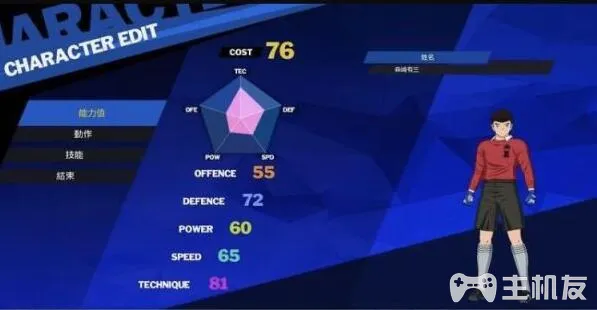 CHARACTER EDIT
COST 76
TEC
OFE
DEF
POW
SPD
OFFENCE 55
DEFENCE 72
POWER 60
SPEED 65
TECHNIQUE 81
能力值
動作
技能
結束
姓名
森崎有三
主机友